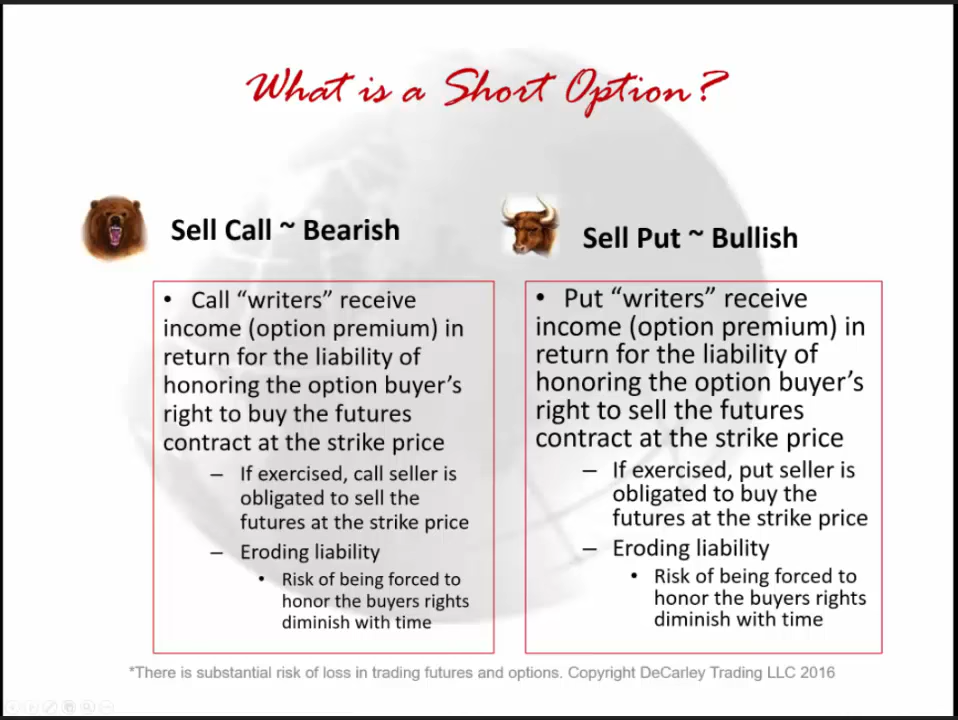 What is a Short Option?
Sell Call ~ Bearish
• Call “writers” receive
income (option premium) in
return for the liability of
honoring the option buyer’s
right to buy the futures
contract at the strike price
– If exercised, call seller is
obligated to sell the
futures at the strike price
– Eroding liability
• Risk of being forced to
honor the buyers rights
diminish with time
Sell Put ~ Bullish
• Put “writers” receive
income (option premium) in
return for the liability of
honoring the option buyer’s
right to sell the futures
contract at the strike price
– If exercised, put seller is
obligated to buy the
futures at the strike price
– Eroding liability
• Risk of being forced to
honor the buyers rights
diminish with time
*There is substantial risk of loss in trading futures and options. Copyright DeCarley Trading LLC 2016